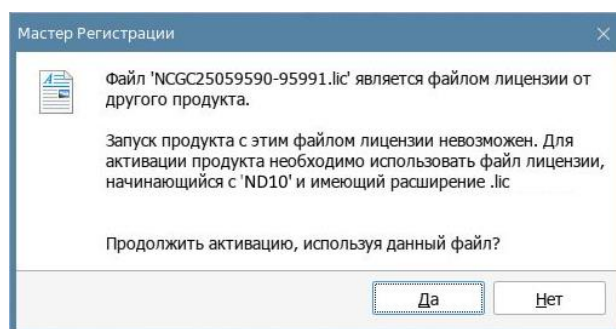 Мастер Регистрации
Файл 'NCGC25059590-95991.lic' является файлом лицензии от
другого продукта.
Запуск продукта с этим файлом лицензии невозможен. Для
активации продукта необходимо использовать файл лицензии,
начинающийся с 'ND10' и имеющий расширение .lic
Продолжить активацию, используя данный файл?
Да
Нет